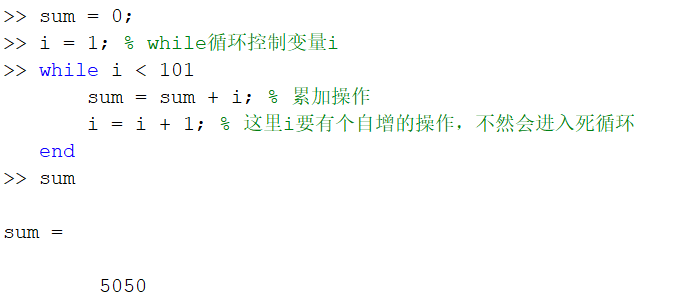 >> sum = 0;
>> i = 1; % while循环控制变量i
>> while i < 101
sum = sum + i; % 累加操作
i = i + 1; % 这里i要有个自增的操作，不然会进入死循环
end
>> sum
sum =
5050